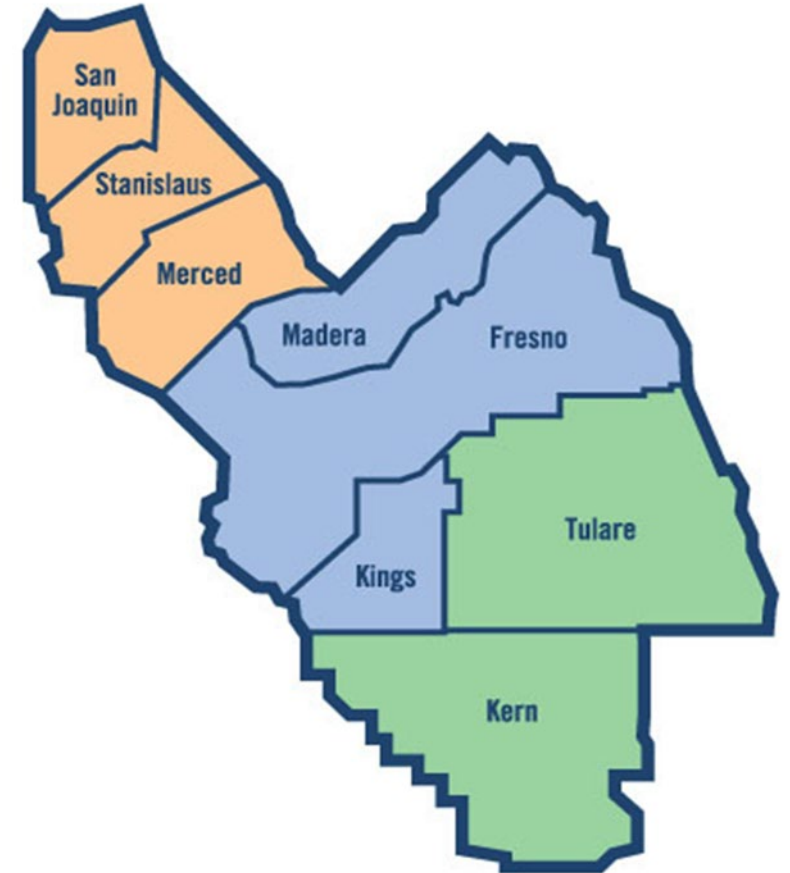 San
Joaquin
Stanislaus
Merced
Madera
Fresno
Tulare
Kings
Kern